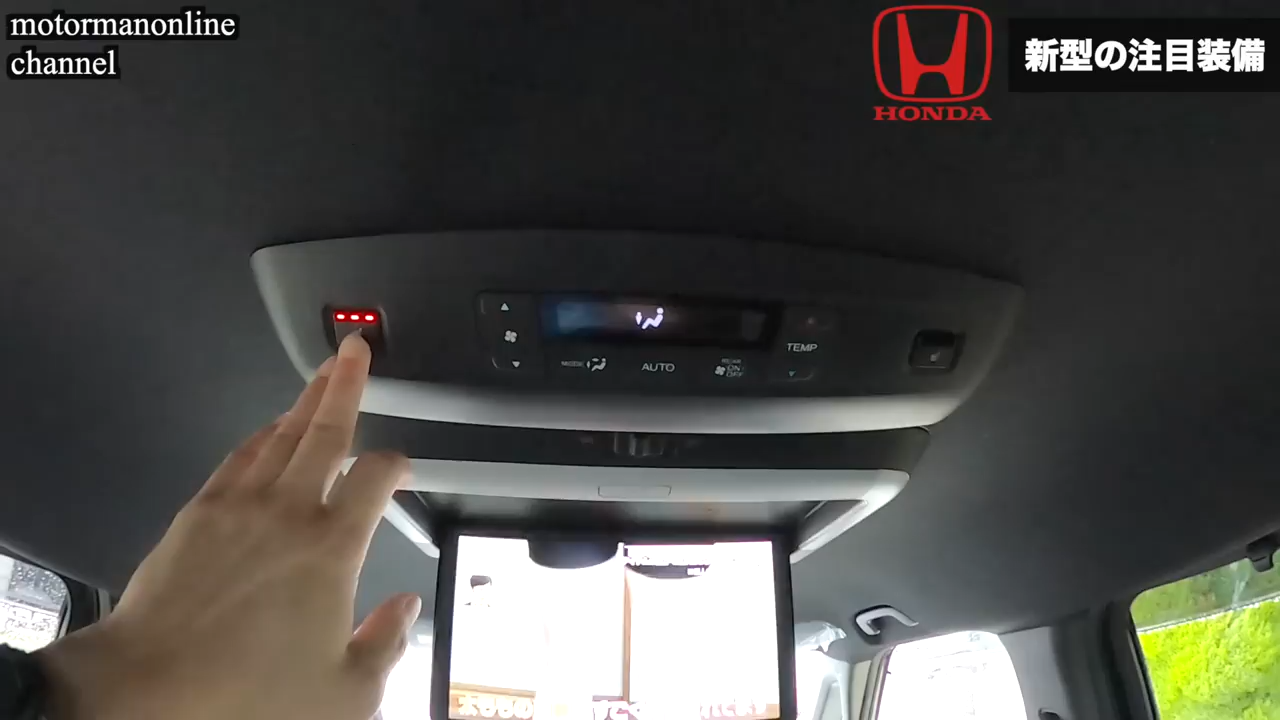 motormanonline
channel
HONDA
新型の注目装備
TEMP
MODE
AUTO
REAR
ON
OFF